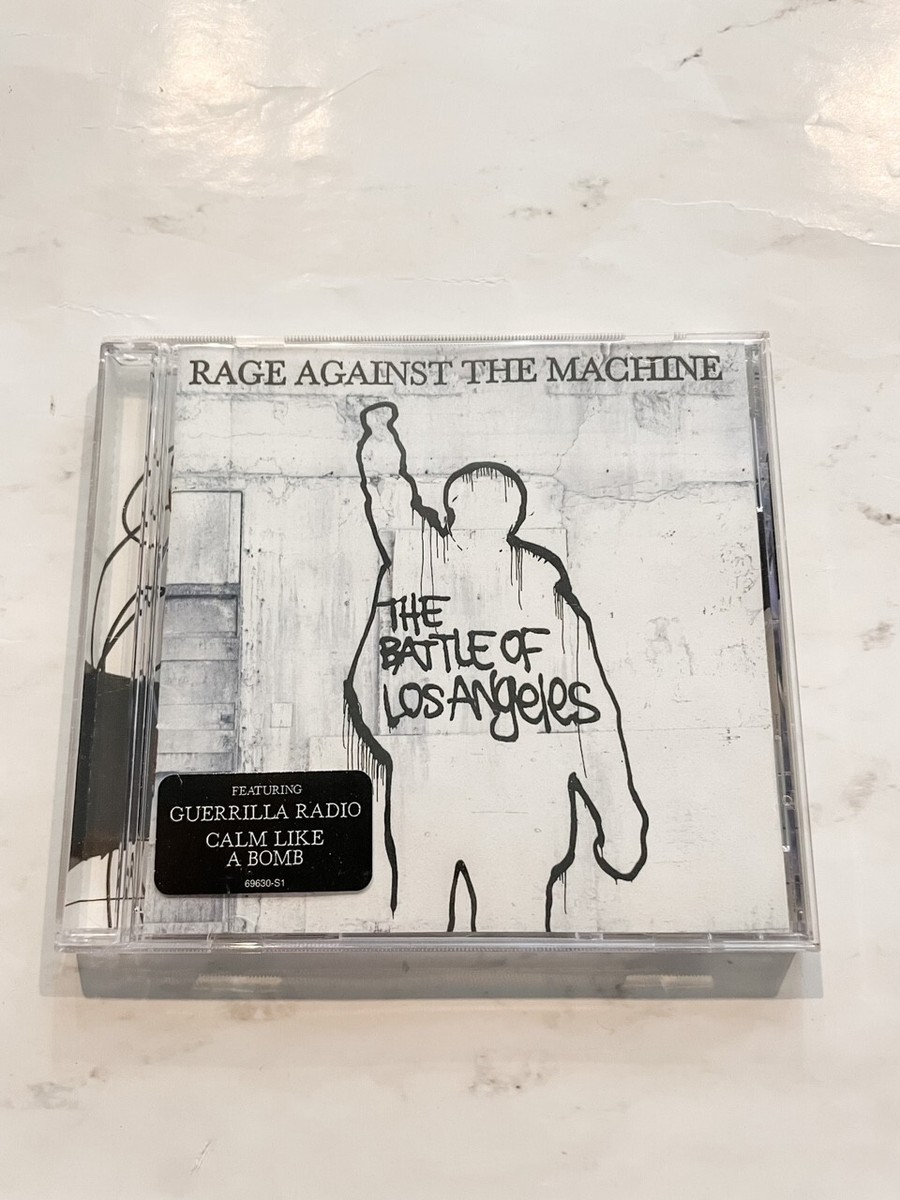 RAGE AGAINST THE MACHINE
THE
BATTLE OF
LOS ANgeleS
FEATURING
GUERRILLA RADIO
CALM LIKE
A BOMB
69630-S1